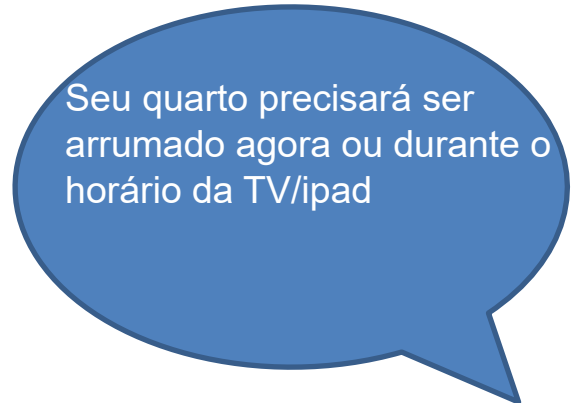 Seu quarto precisará ser
arrumado agora ou durante o
horário da TV/ipad